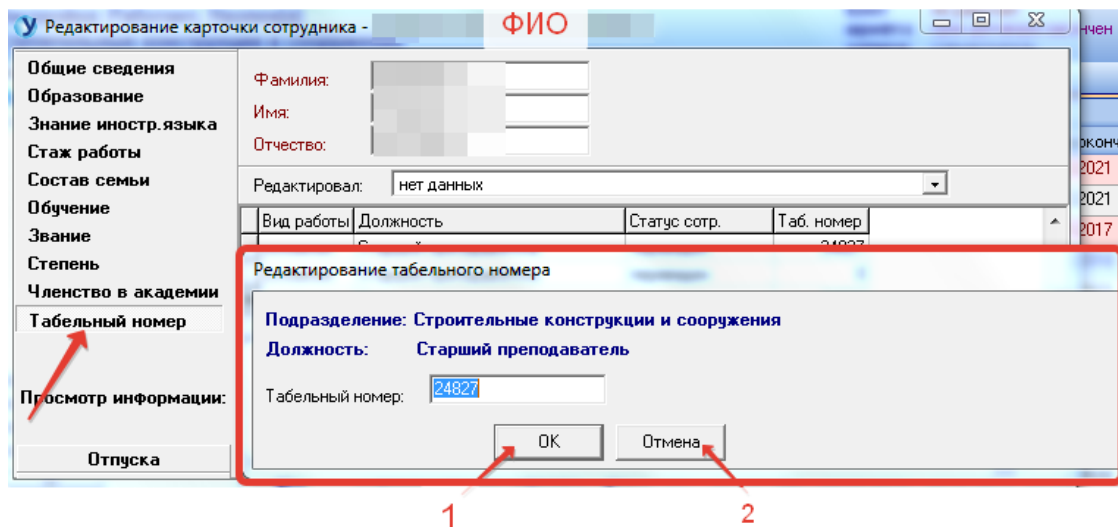 Редактирование карточки сотрудника -
ФИО
нчен
Общие сведения
Образование
Знание иностр.языка
Стаж работы
Состав семьи
Обучение
Звание
Степень
Членство в академии
Табельный номер
Просмотр информации:
Отпуска
Фамилия:
Имя:
Отчество:
Редактировал: нет данных
Вид работы Должность Статус сотр. Таб. номер
оконч
2021
2021
2017
Редактирование табельного номера
Подразделение: Строительные конструкции и сооружения
Должность: Старший преподаватель
Табельный номер: 24827
OK Отмена
1 2